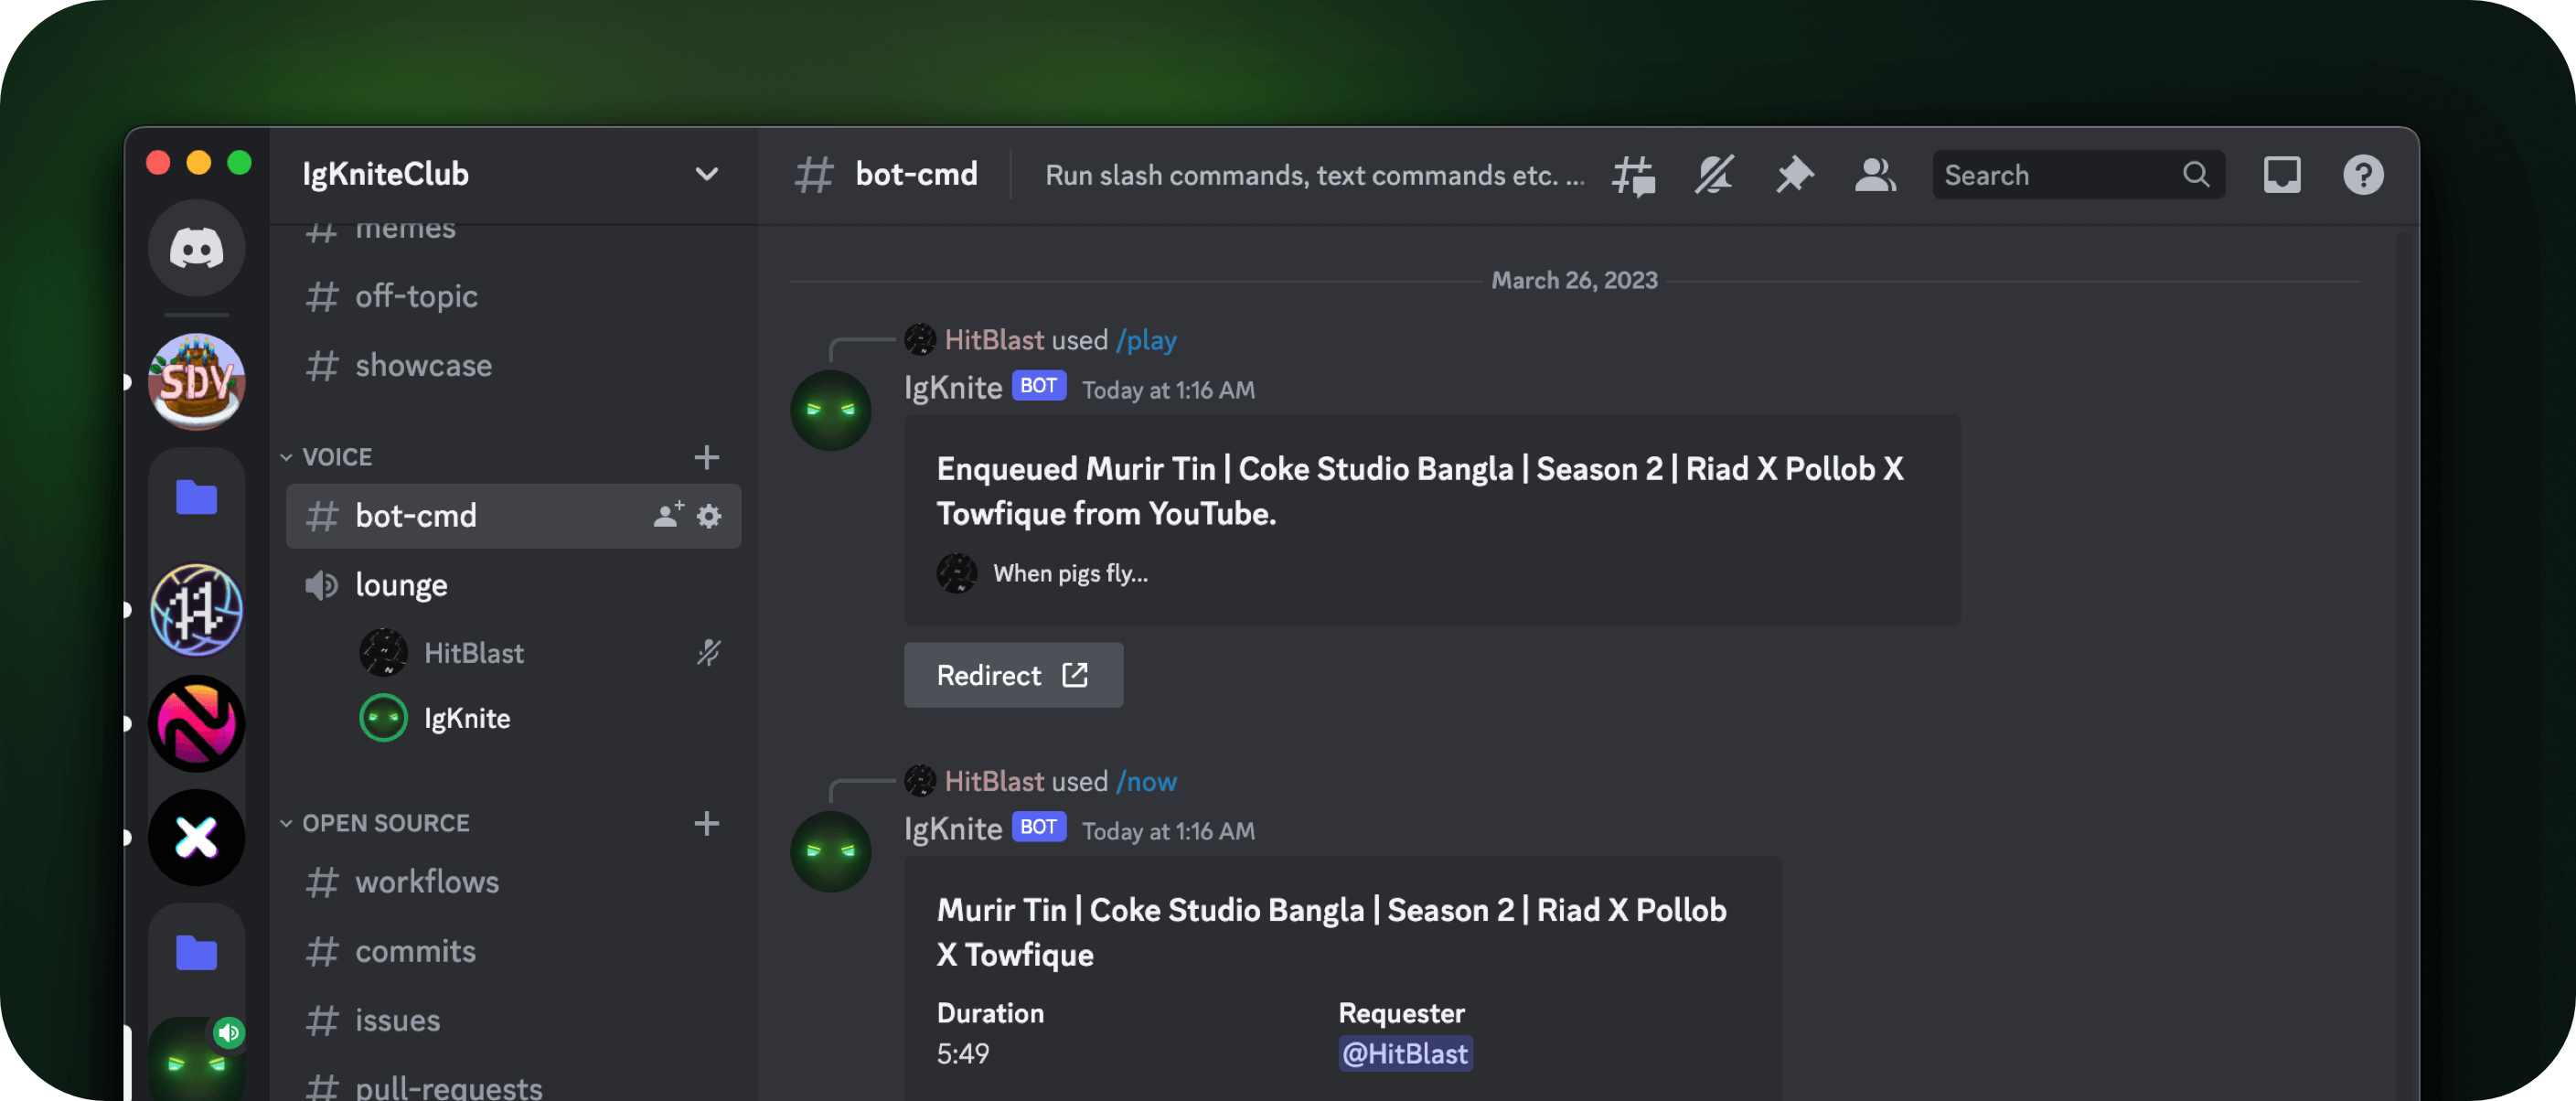 IgKniteClub
memes
off-topic
showcase
VOICE
bot-cmd
lounge
HitBlast
IgKnite
OPEN SOURCE
workflows
commits
issues
pull-requests
SDV
bot-cmd
Run slash commands, text commands etc. ...
Search
March 26, 2023
HitBlast used /play
IgKnite BOT Today at 1:16 AM
Enqueued Murir Tin | Coke Studio Bangla | Season 2 | Riad X Pollob X
Towfique from YouTube.
When pigs fly...
Redirect
HitBlast used /now
IgKnite BOT Today at 1:16 AM
Murir Tin | Coke Studio Bangla | Season 2 | Riad X Pollob
X Towfique
Duration
Requester
5:49
@HitBlast